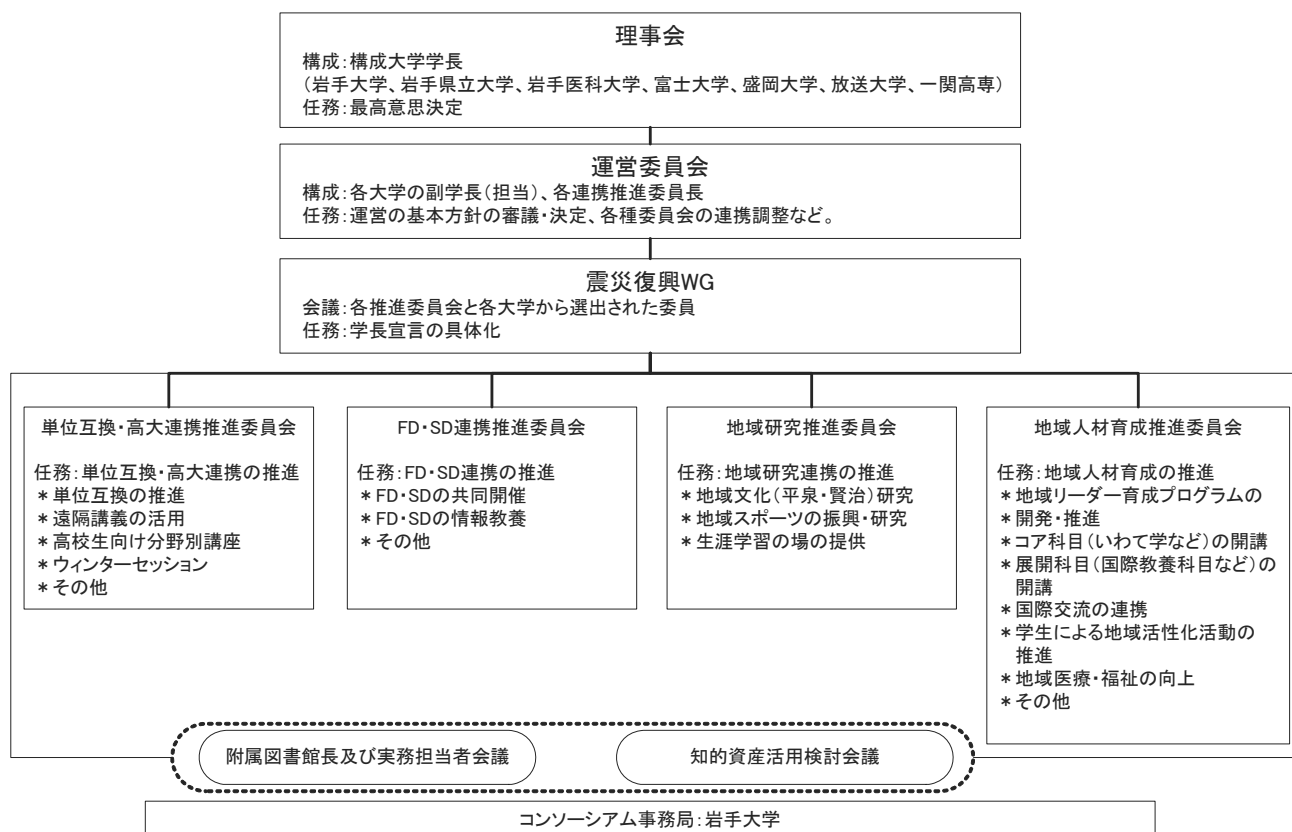 理事会
構成:構成大学学長
(岩手大学、岩手県立大学、岩手医科大学、富士大学、盛岡大学、放送大学、一関高専)
任務:最高意思決定
運営委員会
構成:各大学の副学長(担当)、各連携推進委員長
任務:運営の基本方針の審議・決定、各種委員会の連携調整など。
震災復興WG
会議:各推進委員会と各大学から選出された委員
任務:学長宣言の具体化
単位互換・高大連携推進委員会
任務:単位互換・高大連携の推進
*単位互換の推進
*遠隔講義の活用
*高校生向け分野別講座
*ウィンターセッション
*その他
FD・SD連携推進委員会
任務:FD・SD連携の推進
*FD・SDの共同開催
*FD・SDの情報教養
*その他
地域研究推進委員会
任務:地域研究連携の推進
*地域文化(平泉・賢治)研究
*地域スポーツの振興・研究
*生涯学習の場の提供
地域人材育成推進委員会
任務:地域人材育成の推進
*地域リーダー育成プログラムの
*開発・推進
*コア科目(いわて学など)の開講
*展開科目(国際教養科目など)の
開講
*国際交流の連携
*学生による地域活性化活動の
推進
*地域医療・福祉の向上
*その他
附属図書館長及び実務担当者会議
知的資産活用検討会議
コンソーシアム事務局:岩手大学